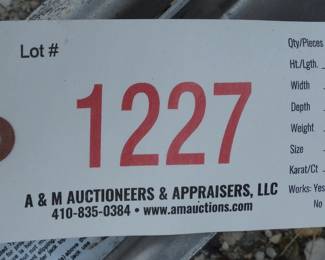 Lot #
1227
A & M AUCTIONEERS & APPRAISERS, LLC
410-835-0384 • www.amauctions.com
Qty/Pieces
Ht./Lgth.
Width
Depth
Weight
Size
Karat/Ct
Works: Yes
No